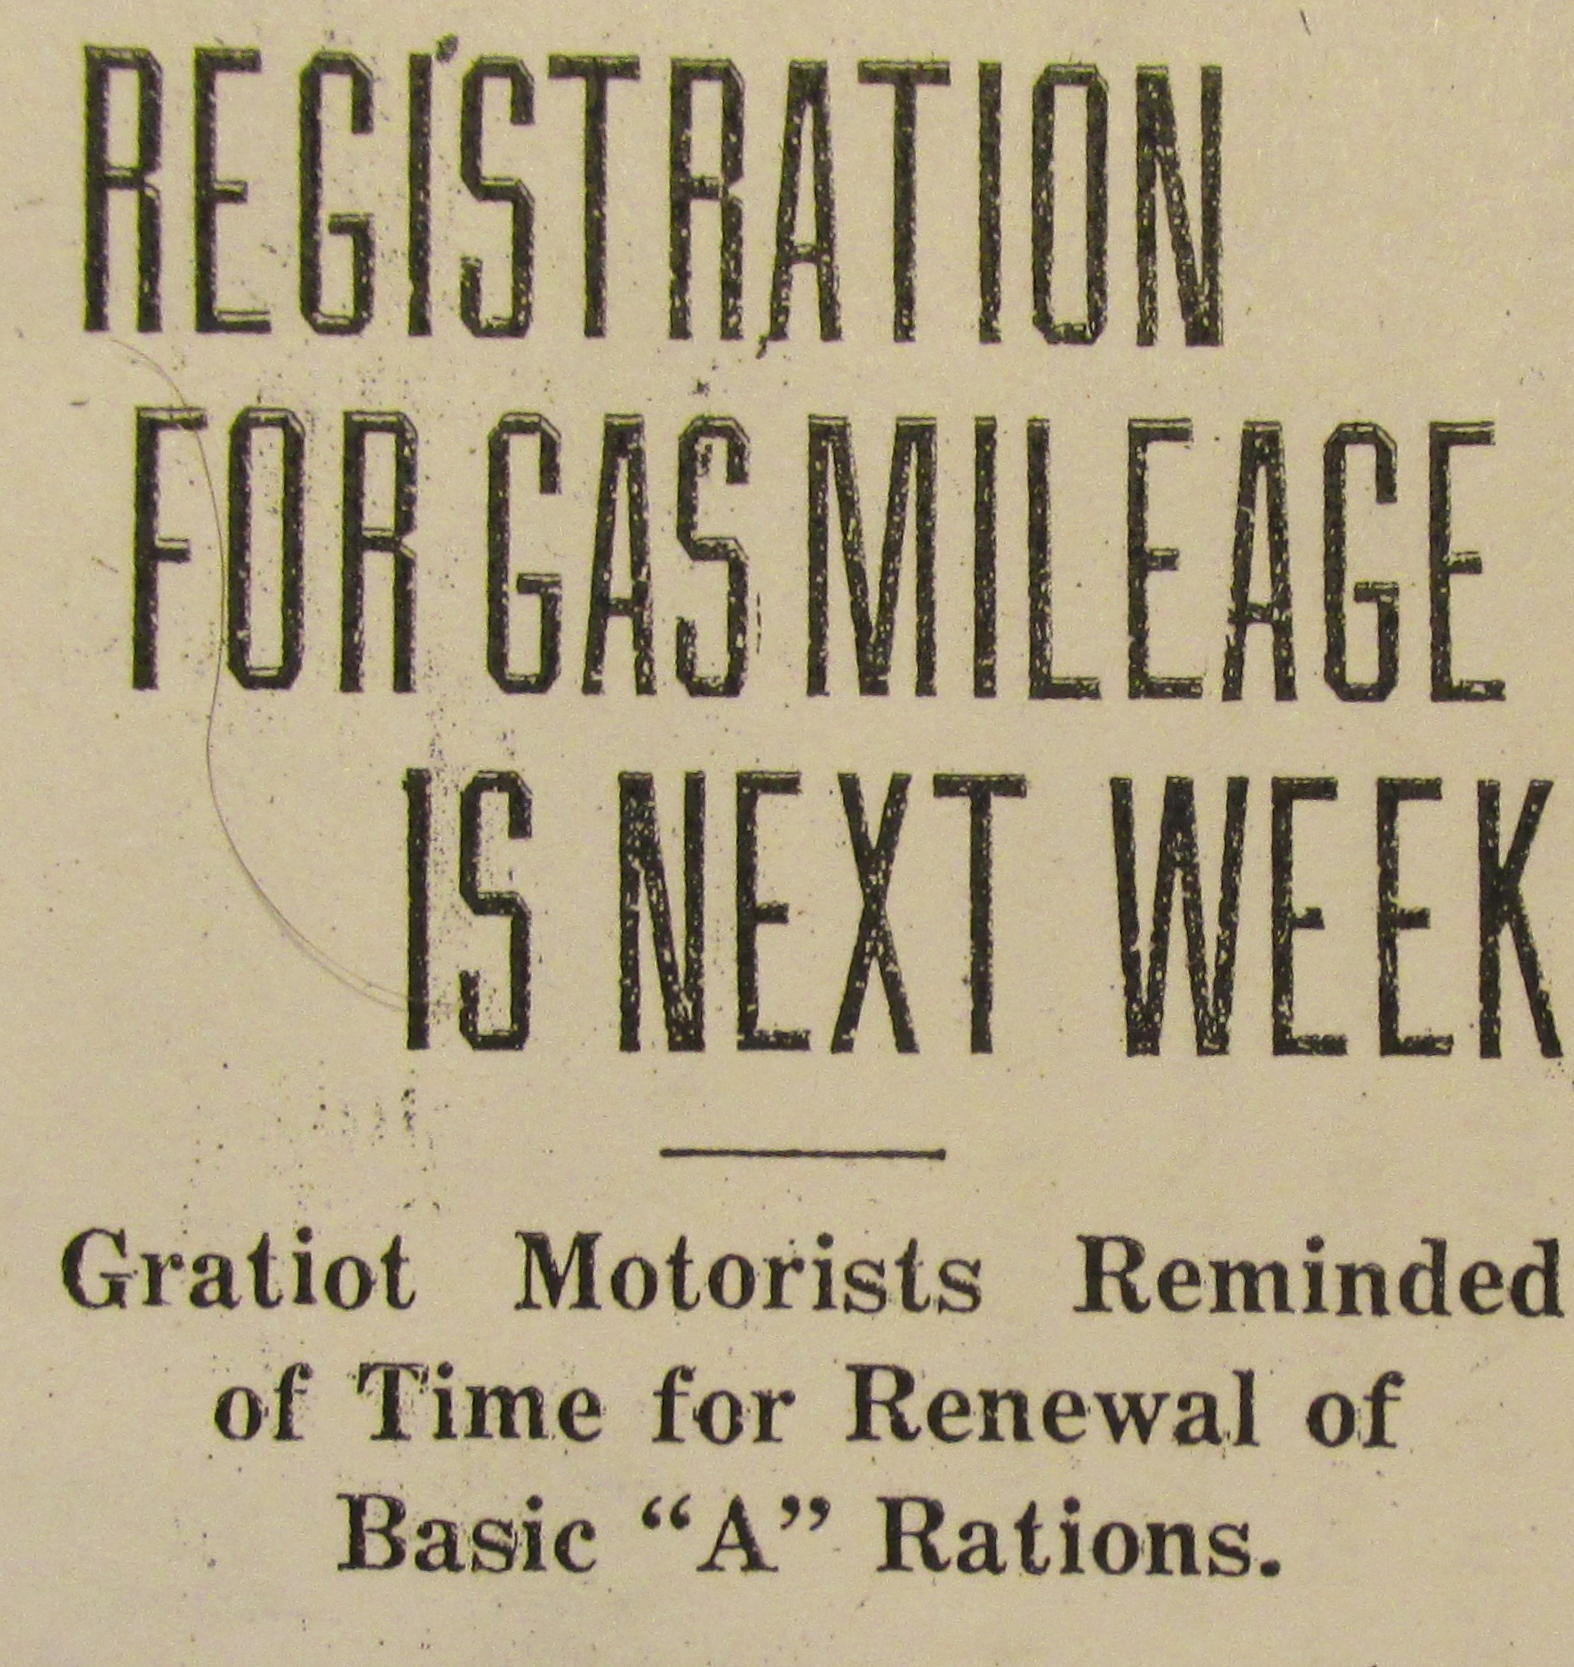 REGISTRATION
FOR GAS MILEAGE
IS NEXT WEEK
Gratiot Motorists Reminded
of Time for Renewal of
Basic “A” Rations.